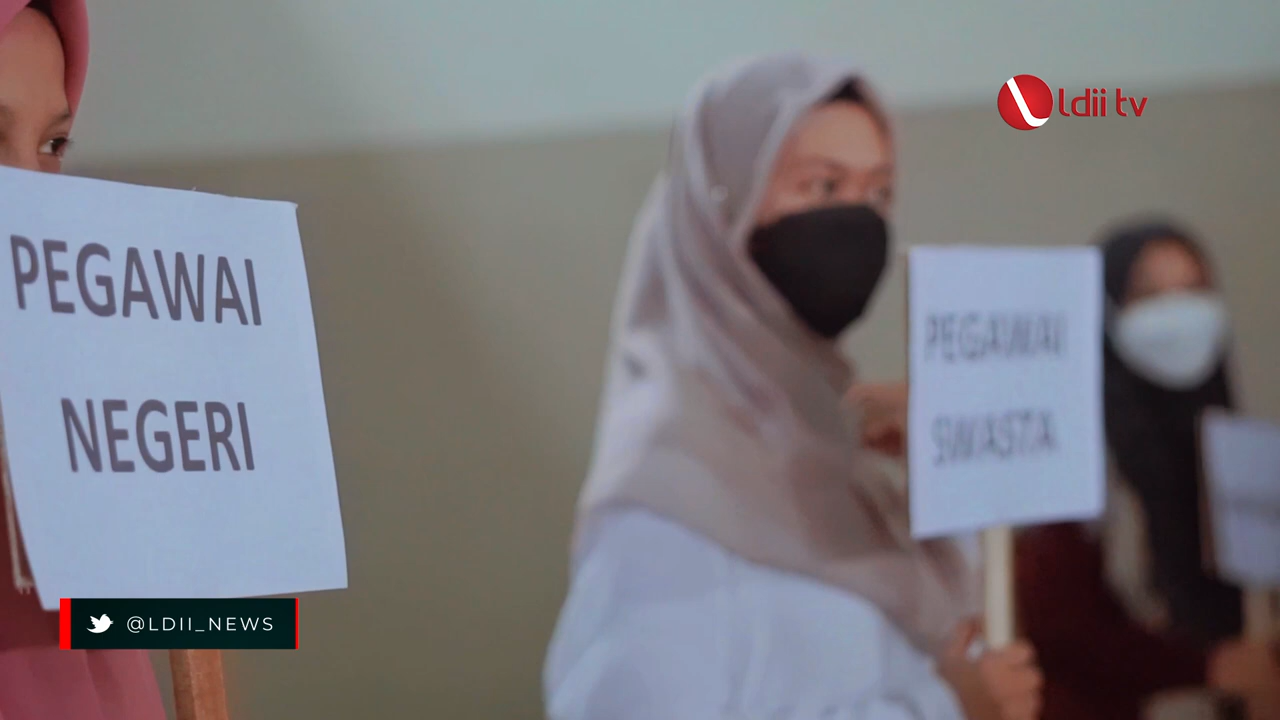 ldii tv
PEGAWAI
NEGERI
PEGAWAI
SWASTA
@LDII_NEWS